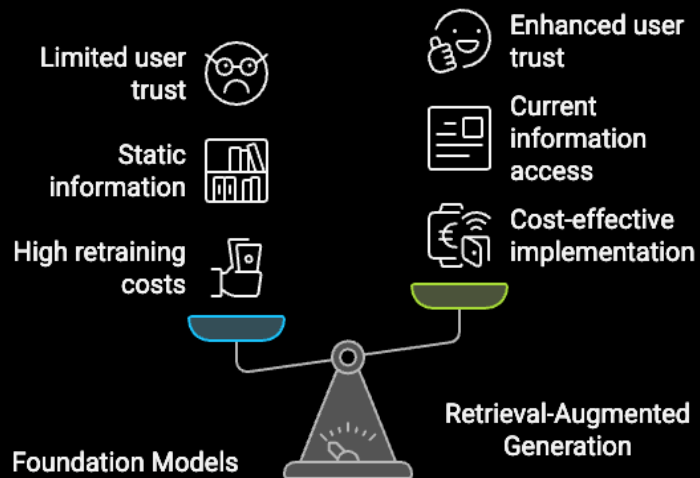 Limited user
trust
Static
information
High retraining
costs
Enhanced user
trust
Current
information
access
Cost-effective
implementation
€
Foundation Models
Retrieval-Augmented
Generation